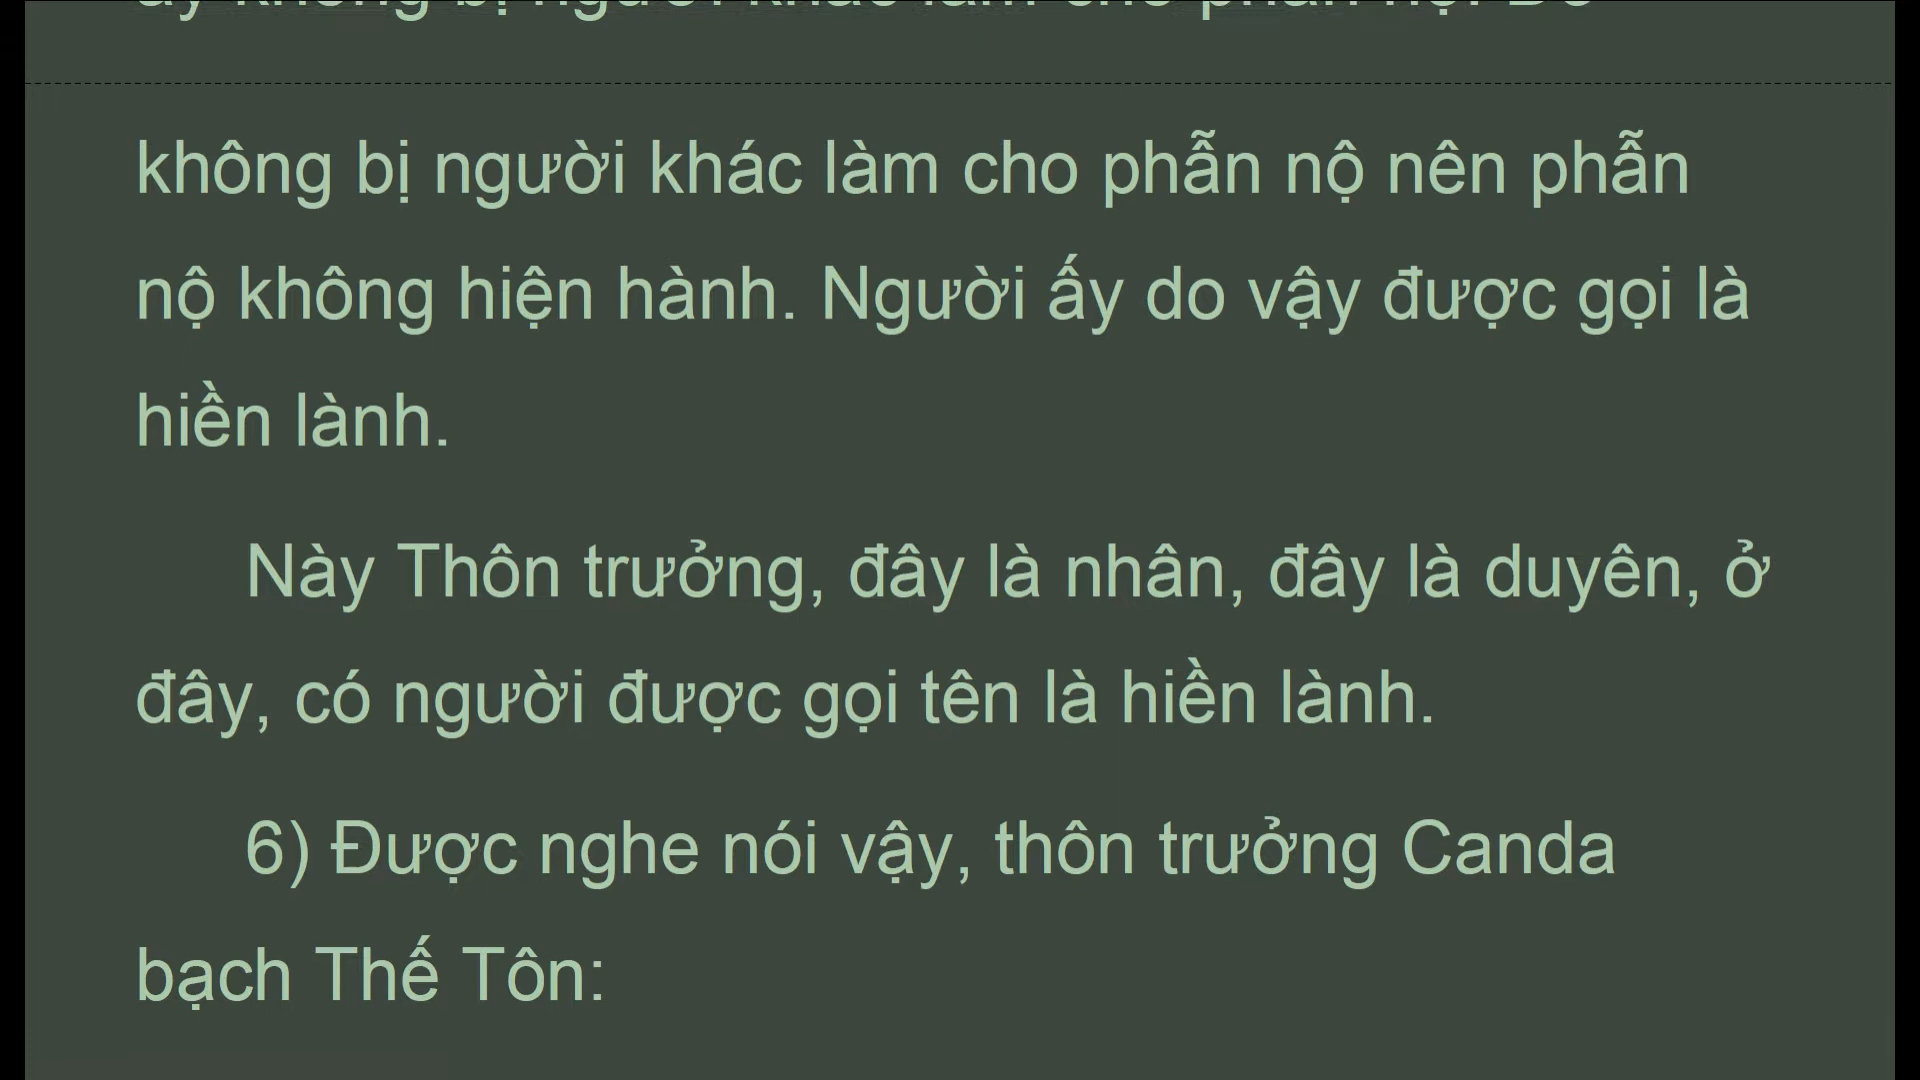 không bị người khác làm cho phẫn nộ nên phẫn
nộ không hiện hành. Người ấy do vậy được gọi là
hiền lành.
Này Thôn trưởng, đây là nhân, đây là duyên, ở
đây, có người được gọi tên là hiền lành.
6) Được nghe nói vậy, thôn trưởng Canda
bạch Thế Tôn: